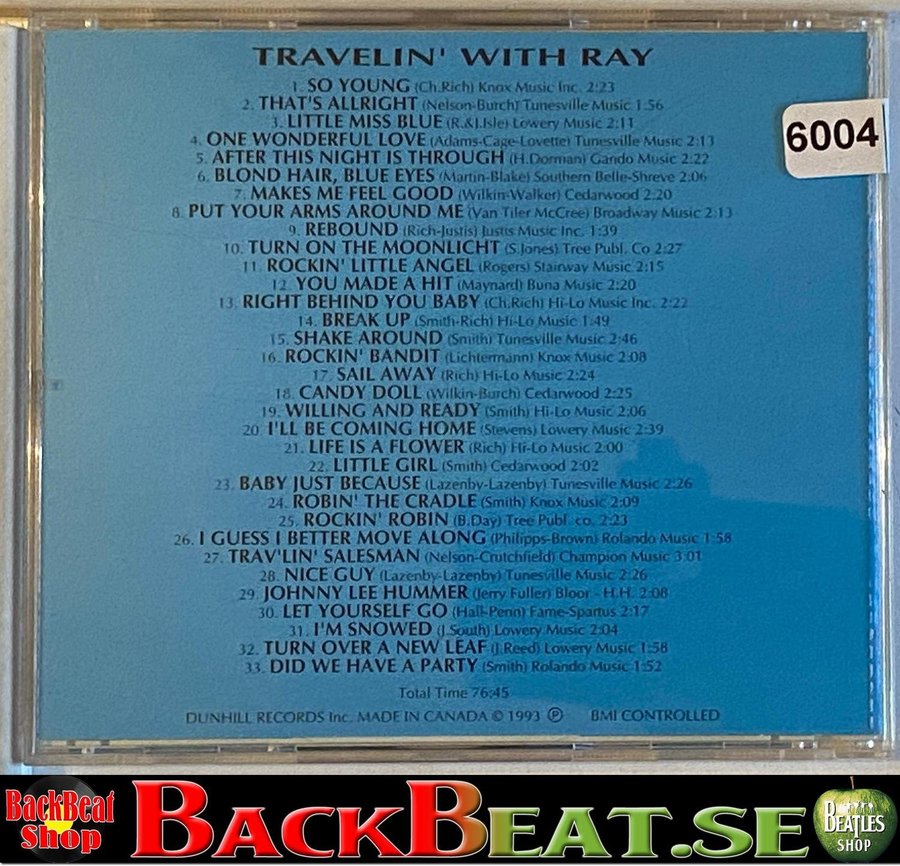 TRAVELIN' WITH RAY
1. SO YOUNG (Ch.Rich) Knox Music Inc. 2:23
2. THAT'S ALLRIGHT (Nelson-Burch) Tunesville Music 1:56
3. LITTLE MISS BLUE (R.&J.Isle) Lowery Music 2:11
4. ONE WONDERFUL LOVE (Adams-Cage-Lovette) Tunesville Music 2:13
5. AFTER THIS NIGHT IS THROUGH (H.Dorman) Gando Music 2:22
6. BLOND HAIR, BLUE EYES (Martin-Blake) Southern Belle-Shreve 2:06
7. MAKES ME FEEL GOOD (Wilkin-Walker) Cedarwood 2:20
8. PUT YOUR ARMS AROUND ME (Van Tiler McCree) Broadway Music 2:13
9. REBOUND (Rich-Justis) Justis Music Inc. 1:39
10. TURN ON THE MOONLICHT (S.Jones) Tree Publ. Co 2:27
11. ROCKIN' LITTLE ANGEL (Rogers) Stairway Music 2:15
12. YOU MADE A HIT (Maynard) Buna Music 2:20
13. RIGHT BEHIND YOU BABY (Ch.Rich) Hi-Lo Music Inc. 2:22
14. BREAK UP (Smith-Rich) Hi-Lo Music 1:49
15. SHAKE AROUND (Smith) Tunesville Music 2:46
16. ROCKIN' BANDIT (Lichtermann) Knox Music 2:08
17. SAIL AWAY (Rich) Hi-Lo Music 2:24
18. CANDY DOLL (Wilkin-Burch) Cedarwood 2:25
19. WILLING AND READY (Smith) Hi-Lo Music 2:06
20. I'LL BE COMING HOME (Stevens) Lowery Music 2:39
21. LIFE IS A FLOWER (Rich) Hi-Lo Music 2:00
22. LITTLE GIRL (Smith) Cedarwood 2:02
23. BABY JUST BECAUSE (Lazenby-Lazenby) Tunesville Music 2:26
24. ROBIN' THE CRADLE (Smith) Knox Music 2:09
25. ROCKIN' ROBIN (B.Day) Tree Publ. co. 2:23
26. I GUESS I BETTER MOVE ALONG (Philipps-Brown) Rolando Music 1:58
27. TRAV'LIN' SALESMAN (Nelson-Crutchfield) Champion Music 3:01
28. NICE GUY (Lazenby-Lazenby) Tunesville Music 2:26
29. JOHNNY LEE HUMMER (Jerry Fuller) Bloor - H.H. 2:08
30. LET YOURSELF GO (Hall-Penn) Fame-Spartus 2:17
31. I'M SNOWED (J.South) Lowery Music 2:04
32. TURN OVER A NEW LEAF (J.Reed) Lowery Music 1:58
33. DID WE HAVE A PARTY (Smith) Rolando Music 1:52
Total Time 76:45
DUNHILL RECORDS Inc. MADE IN CANADA © 1993 ℗ BMI CONTROLLED
6004
BackBeat
Shop
BACKBEAT.SE
BEATLES
SHOP